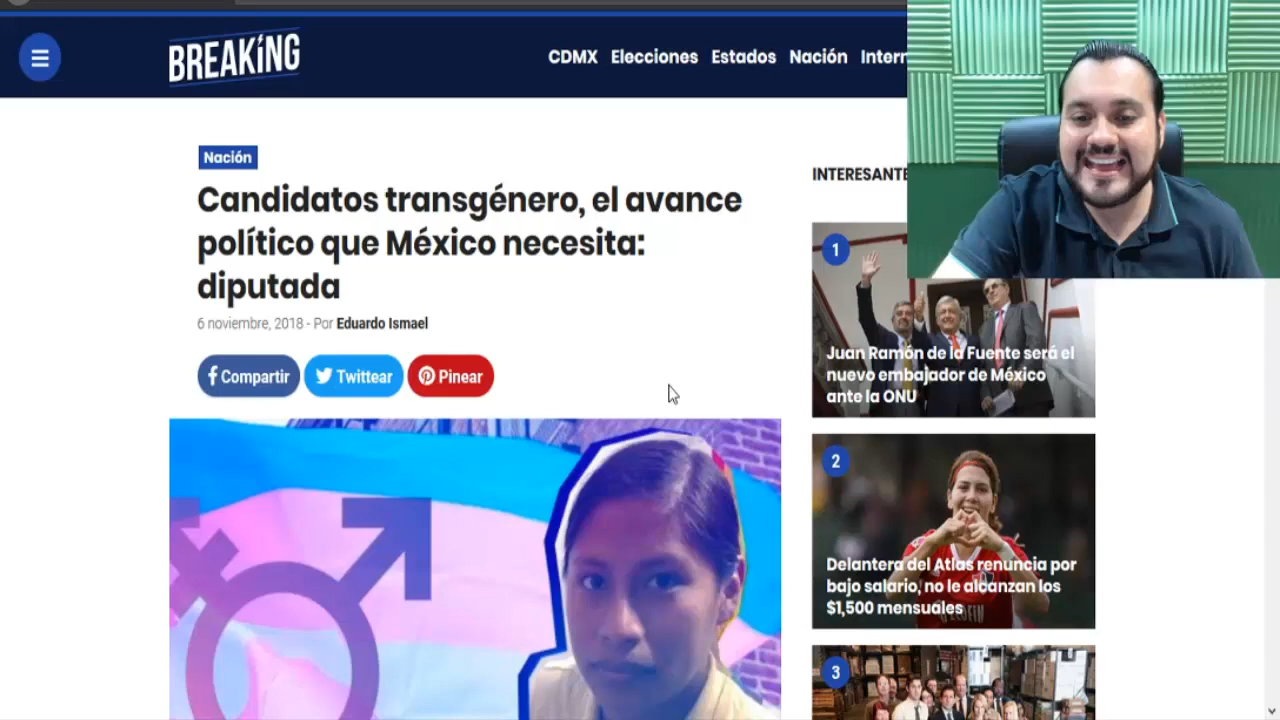 BREAKING
CDMX Elecciones Estados Nación Intern
Nación
Candidatos transgénero, el avance
político que México necesita:
diputada
6 noviembre, 2018 - Por Eduardo Ismael
Compartir Twittear Pinear
INTERESANTE
1
Juan Ramón de la Fuente será el
nuevo embajador de México
ante la ONU
2
Delantera del Atlas renuncia por
bajo salario, no le alcanzan los
$1,500 mensuales
3